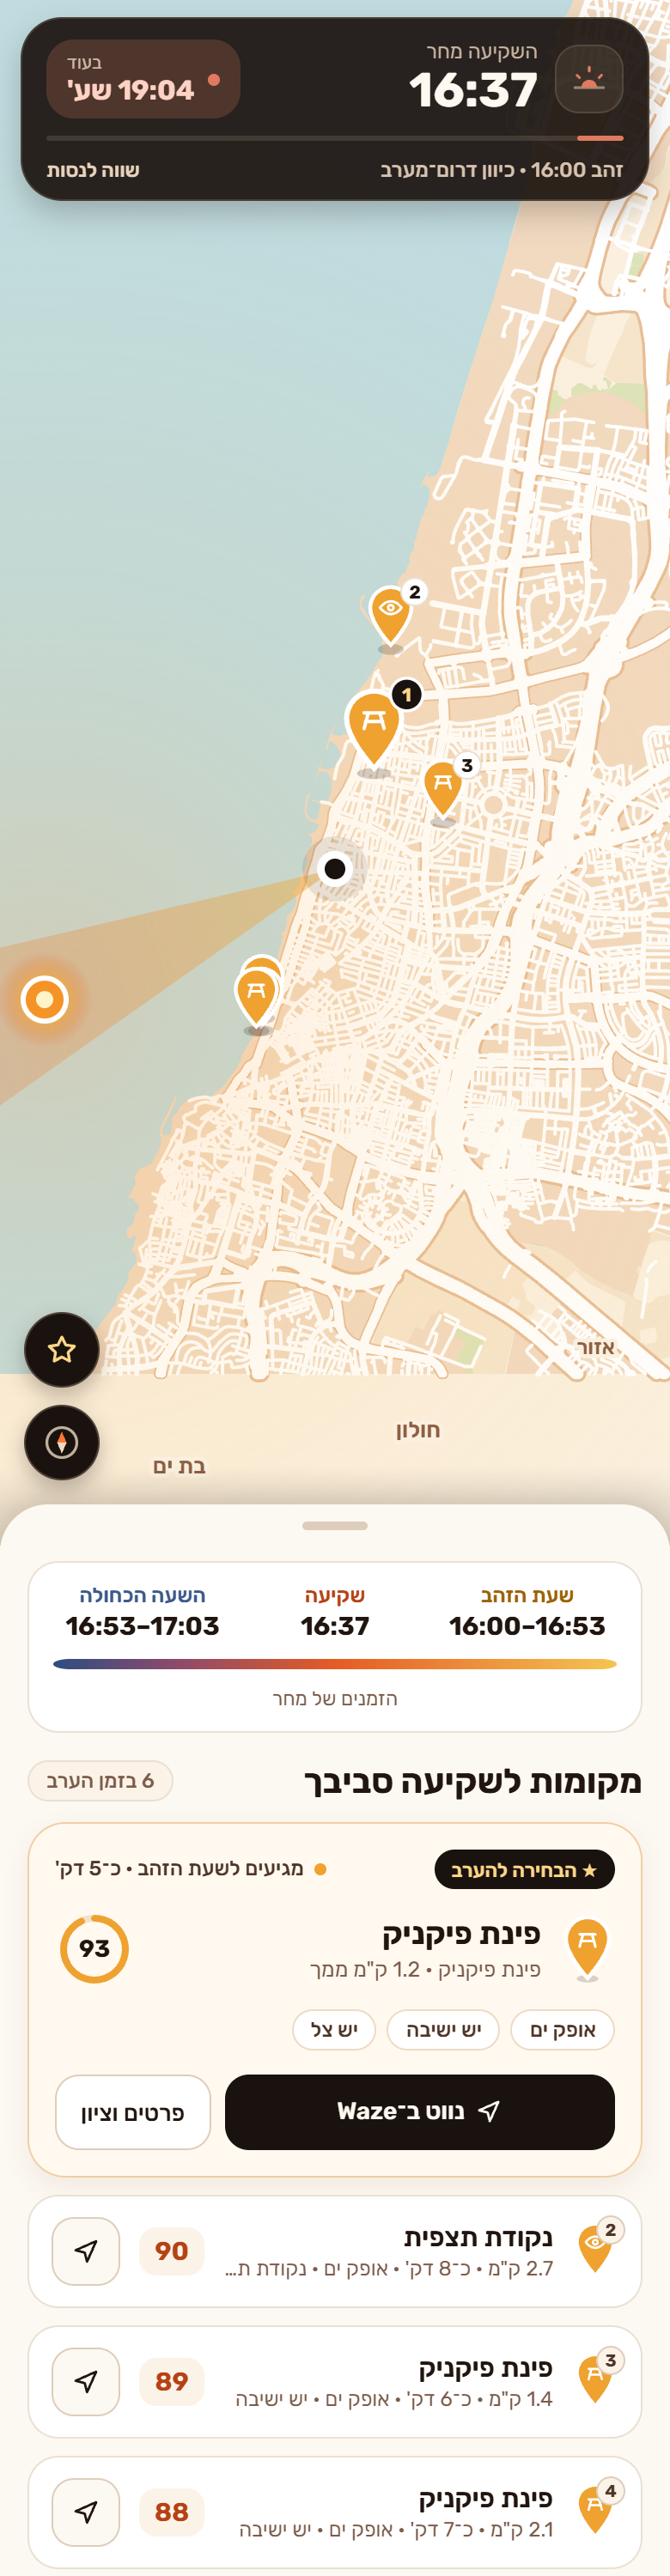 השקיעה מחר
16:37
בעוד
19:04 שע'
זהב 16:00 • כיוון דרום־מערב
שווה לנסות
2
1
3
אזור
חולון
בת ים
שעת הזהב
16:00–16:53
שקיעה
16:37
השעה הכחולה
16:53–17:03
הזמנים של מחר
מקומות לשקיעה סביבך
6 בזמן הערב
★ הבחירה להערב
מגיעים לשעת הזהב • כ־5 דק'
פינת פיקניק
93
פינת פיקניק • 1.2 ק"מ ממך
אופק ים
יש ישיבה
יש צל
נווט ב־Waze
פרטים וציון
2
נקודת תצפית
90
2.7 ק"מ • כ־8 דק' • אופק ים • נקודת ת…
3
פינת פיקניק
89
1.4 ק"מ • כ־6 דק' • אופק ים • יש ישיבה
4
פינת פיקניק
88
2.1 ק"מ • כ־7 דק' • אופק ים • יש ישיבה